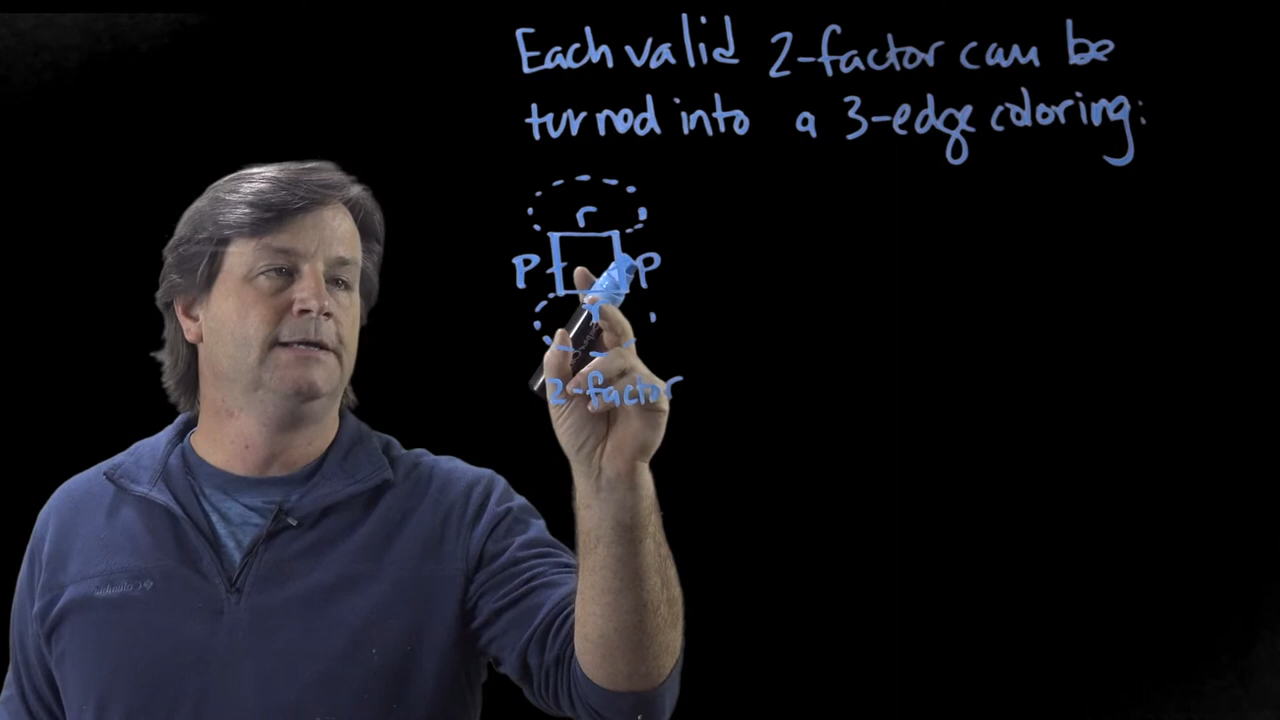 Each valid 2-factor can be
turned into a 3-edge coloring:
r
P P
r
2-factor